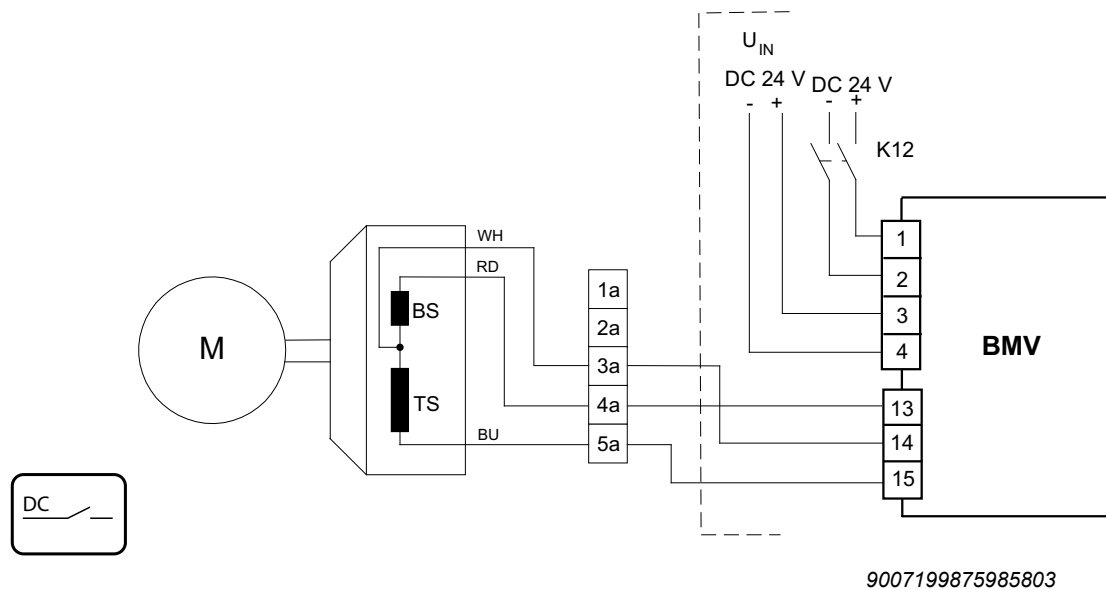 U_IN
DC 24 V DC 24 V
- + - +
K12
WH
RD
BS
TS
BU
M
1a
2a
3a
4a
5a
1
2
3
4
13
14
15
BMV
DC
9007199875985803